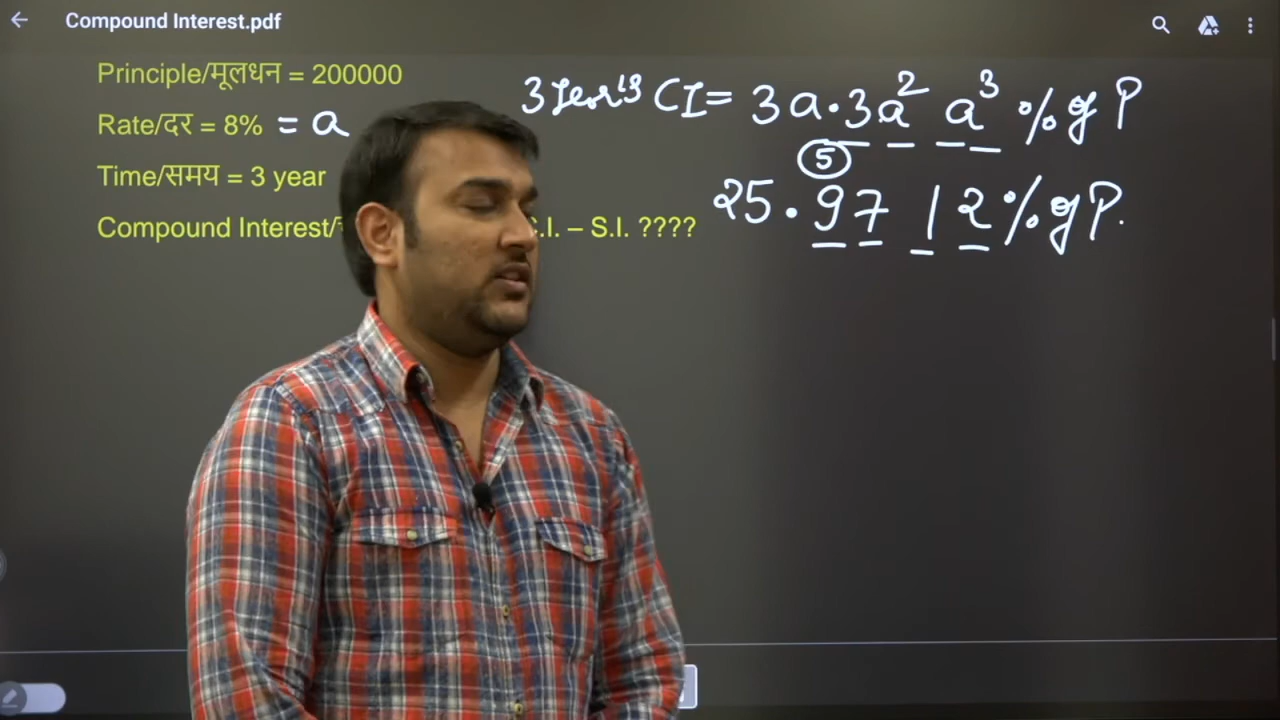 Compound Interest.pdf
Principle/मूलधन = 200000
Rate/दर = 8% = a
Time/समय = 3 year
Compound Interest/ C.I. – S.I. ????
3 Year's CI = 3a.3a² a³ % of P
5
25.97 12 % of P.